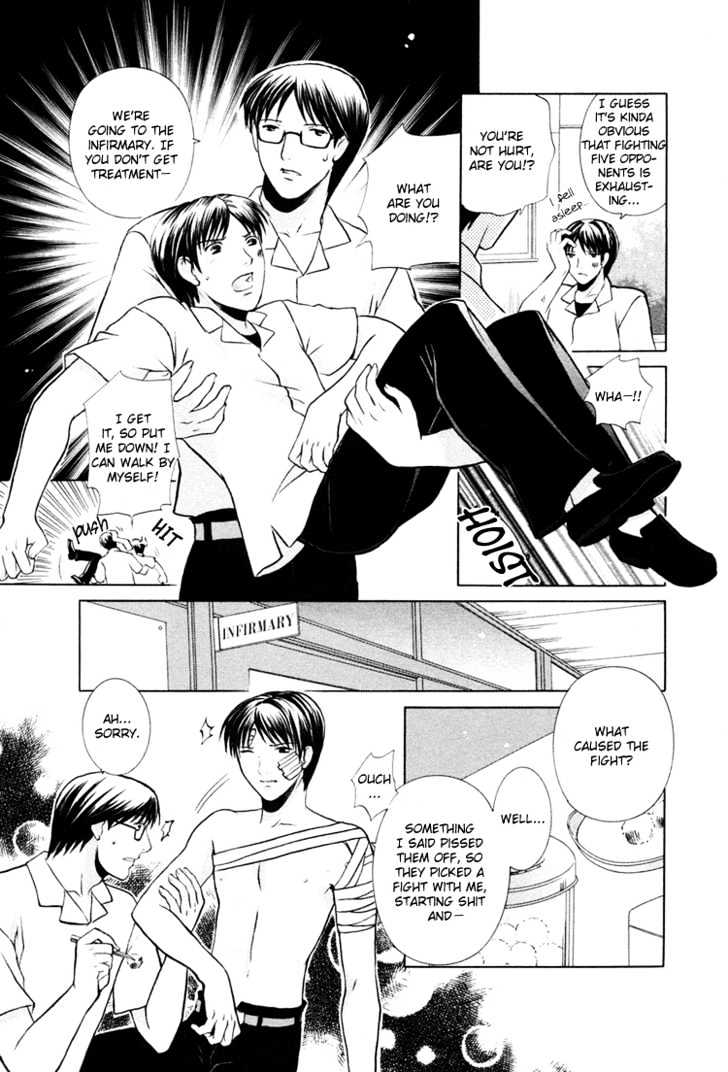 I GUESS
IT'S KINDA
OBVIOUS
THAT FIGHTING
FIVE OPPO-
NENTS IS
EXHAUST-
ING...
I fell
asleep...
YOU'RE
NOT HURT,
ARE YOU!?
WHA—!!
HOIST
WHAT
ARE YOU
DOING!?
WE'RE
GOING TO THE
INFIRMARY. IF
YOU DON'T GET
TREATMENT—
I GET
IT, SO PUT
ME DOWN! I
CAN WALK BY
MYSELF!
HIT
push
INFIRMARY
WHAT
CAUSED THE
FIGHT?
WELL...
SOMETHING
I SAID PISSED
THEM OFF, SO
THEY PICKED A
FIGHT WITH ME,
STARTING SHIT
AND—
OUCH
...
AH...
SORRY.